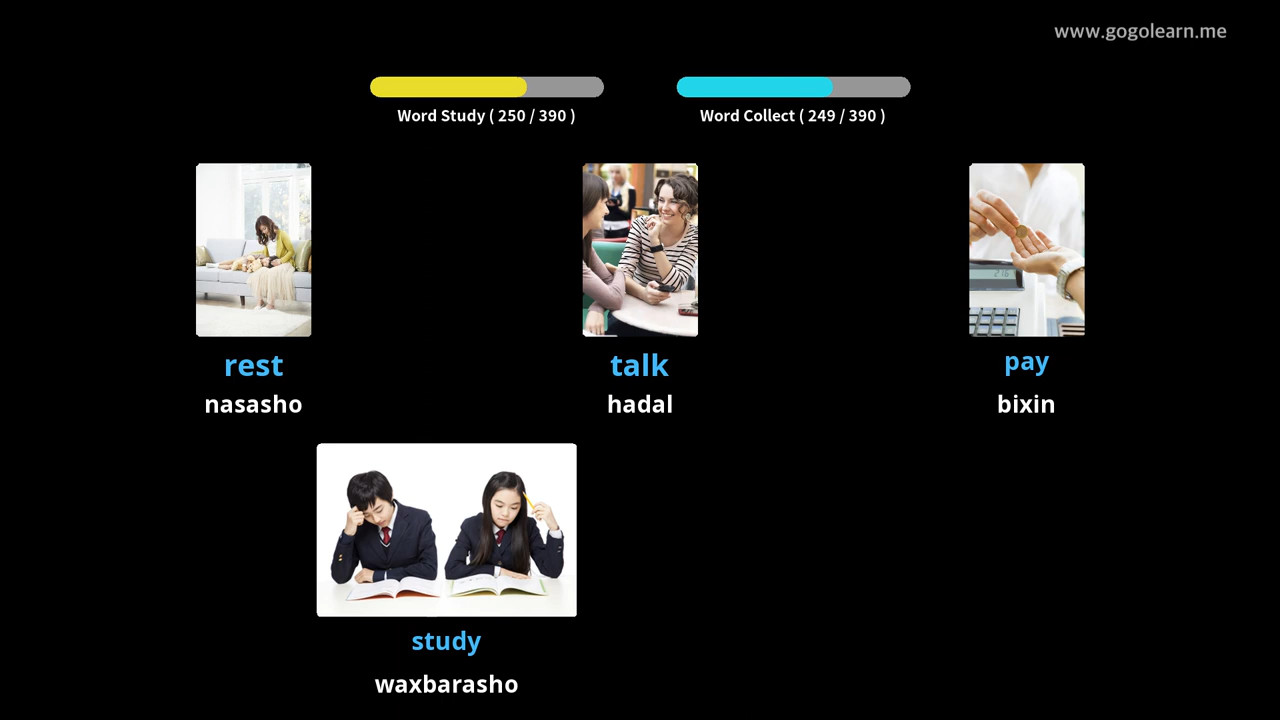 www.gogolearn.me
Word Study ( 250 / 390 )
Word Collect ( 249 / 390 )
rest
nasasho
talk
hadal
pay
bixin
study
waxbarasho